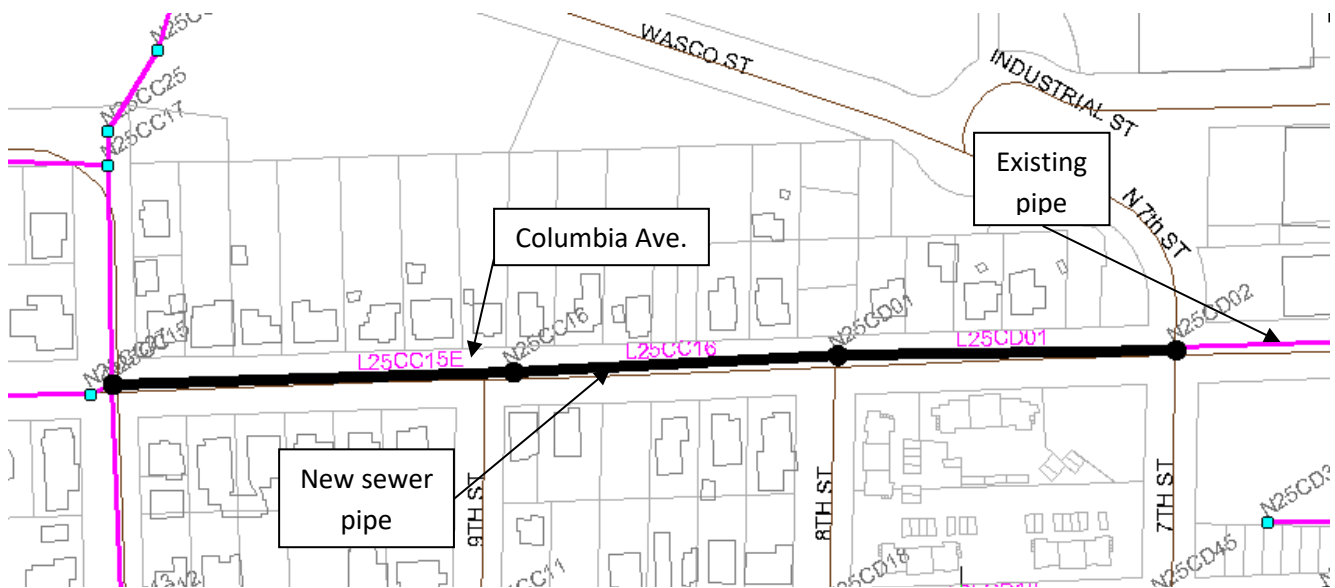 N25CC25
N25CC17
WASCO ST
INDUSTRIAL ST
Existing
pipe
N 7th ST
Columbia Ave.
N25CC16
N25CD01
N25CD02
L25CC15E
L25CC16
L25CD01
New sewer
pipe
9TH ST
8TH ST
7TH ST
N25CD3
N25CD45